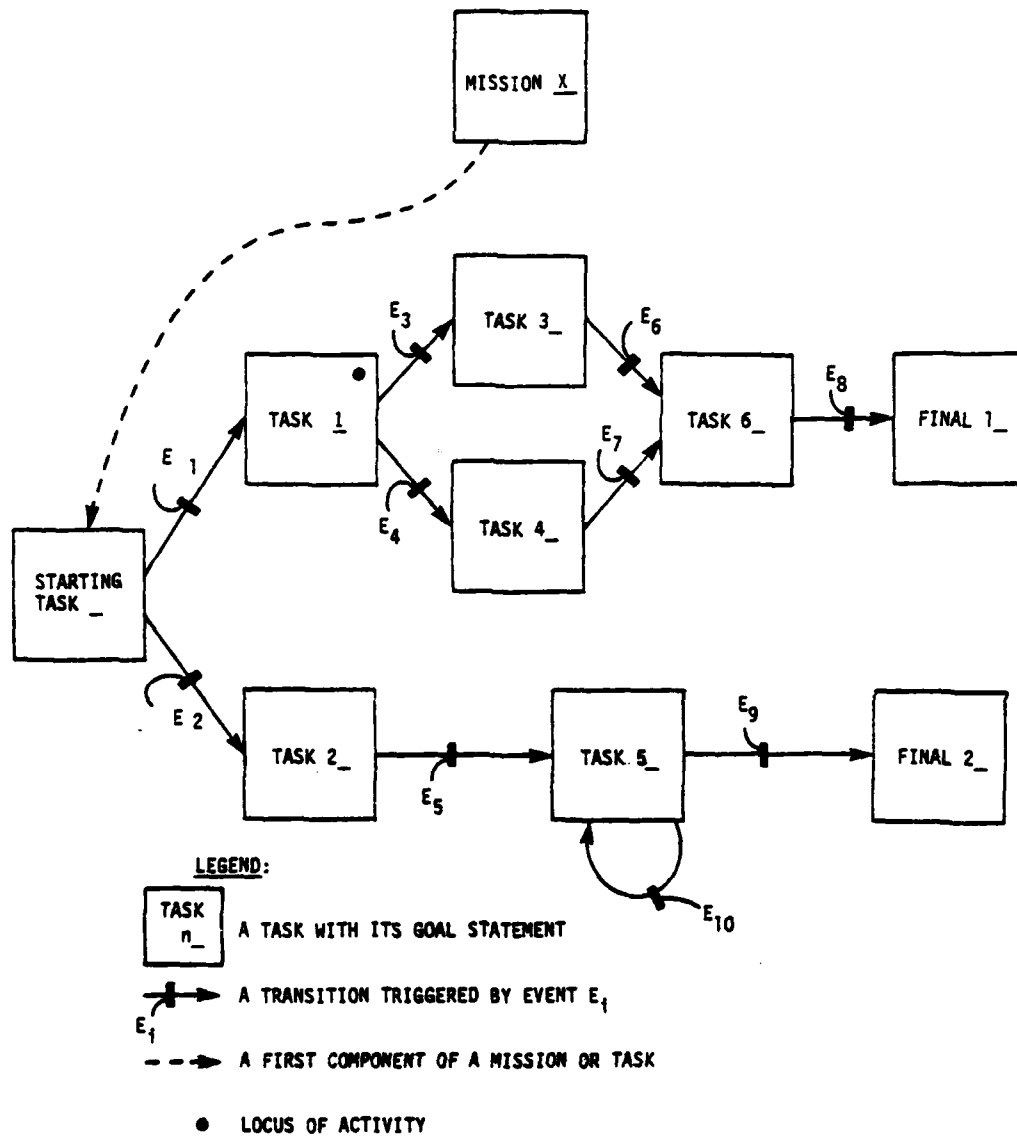 MISSION X
E3
TASK 3_
E6
TASK 1
TASK 6_
E8
FINAL 1_
E 1
E7
E4
TASK 4_
STARTING
TASK _
E 2
TASK 2_
E5
TASK 5_
E9
FINAL 2_
E10
LEGEND:
TASK
n_
A TASK WITH ITS GOAL STATEMENT
A TRANSITION TRIGGERED BY EVENT Ei
Ei
A FIRST COMPONENT OF A MISSION OR TASK
LOCUS OF ACTIVITY